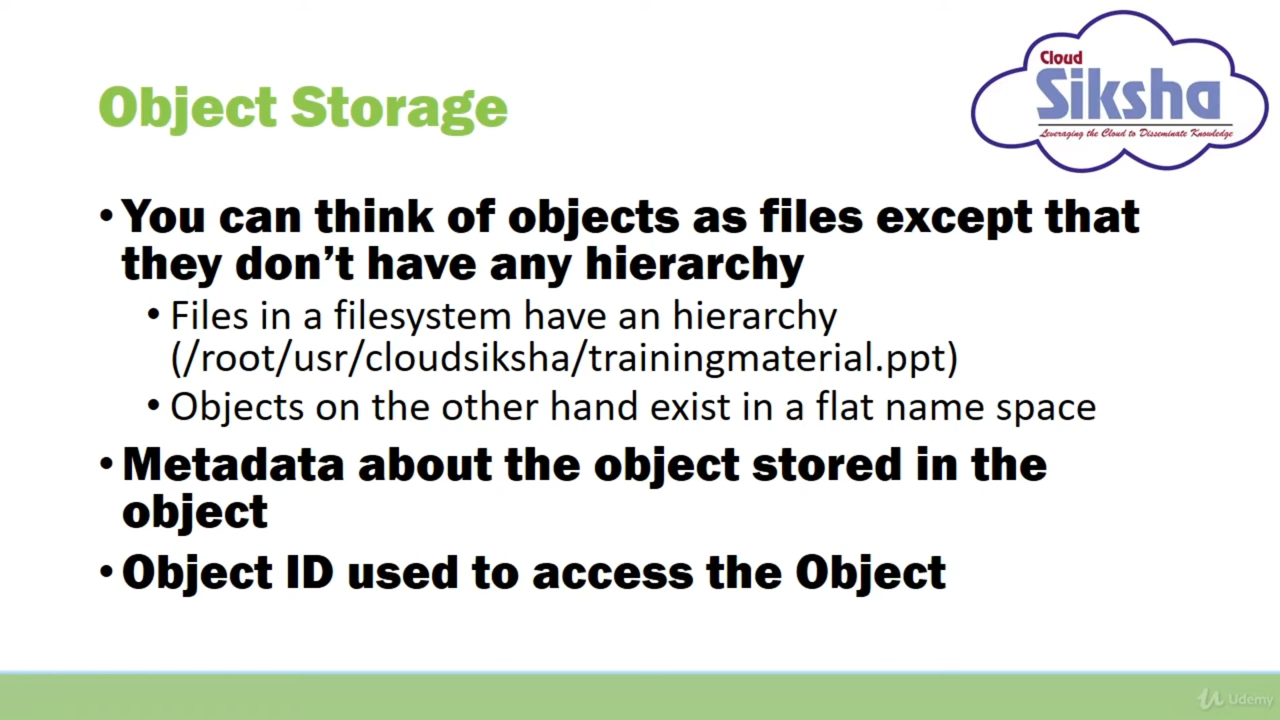 Cloud
Siksha
Leveraging the Cloud to Disseminate Knowledge
Object Storage
• You can think of objects as files except that
they don't have any hierarchy
• Files in a filesystem have an hierarchy
(/root/usr/cloudsiksha/trainingmaterial.ppt)
• Objects on the other hand exist in a flat name space
• Metadata about the object stored in the
object
• Object ID used to access the Object
Udemy